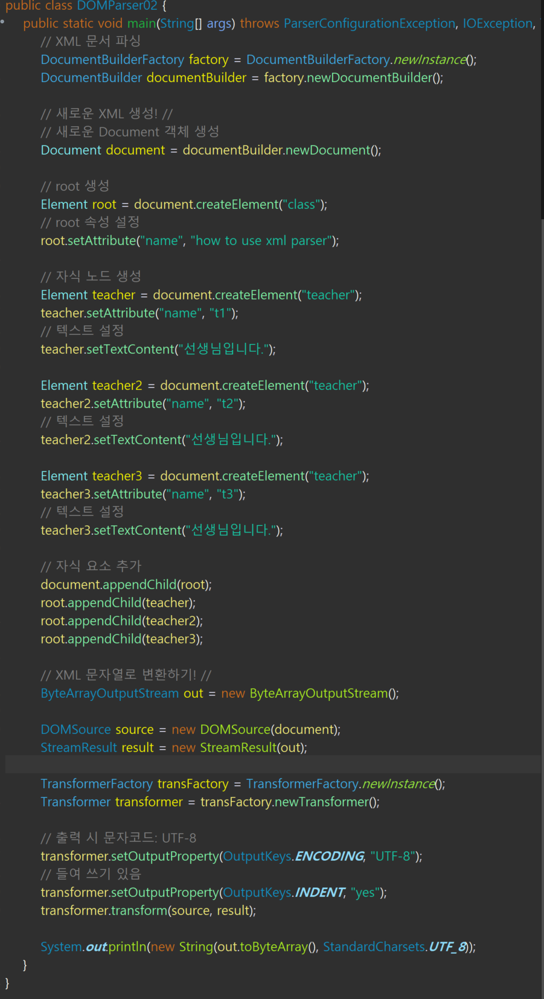 public class DOMParser02 {
public static void main(String[] args) throws ParserConfigurationException, IOException,
// XML 문서 파싱
DocumentBuilderFactory factory = DocumentBuilderFactory.newInstance();
DocumentBuilder documentBuilder = factory.newDocumentBuilder();
// 새로운 XML 생성! //
// 새로운 Document 객체 생성
Document document = documentBuilder.newDocument();
// root 생성
Element root = document.createElement("class");
// root 속성 설정
root.setAttribute("name", "how to use xml parser");
// 자식 노드 생성
Element teacher = document.createElement("teacher");
teacher.setAttribute("name", "t1");
// 텍스트 설정
teacher.setTextContent("선생님입니다.");
Element teacher2 = document.createElement("teacher");
teacher2.setAttribute("name", "t2");
// 텍스트 설정
teacher2.setTextContent("선생님입니다.");
Element teacher3 = document.createElement("teacher");
teacher3.setAttribute("name", "t3");
// 텍스트 설정
teacher3.setTextContent("선생님입니다.");
// 자식 요소 추가
document.appendChild(root);
root.appendChild(teacher);
root.appendChild(teacher2);
root.appendChild(teacher3);
// XML 문자열로 변환하기! //
ByteArrayOutputStream out = new ByteArrayOutputStream();
DOMSource source = new DOMSource(document);
StreamResult result = new StreamResult(out);
TransformerFactory transFactory = TransformerFactory.newInstance();
Transformer transformer = transFactory.newTransformer();
// 출력 시 문자코드: UTF-8
transformer.setOutputProperty(OutputKeys.ENCODING, "UTF-8");
// 들여 쓰기 있음
transformer.setOutputProperty(OutputKeys.INDENT, "yes");
transformer.transform(source, result);
System.out.println(new String(out.toByteArray(), StandardCharsets.UTF_8));
}
}